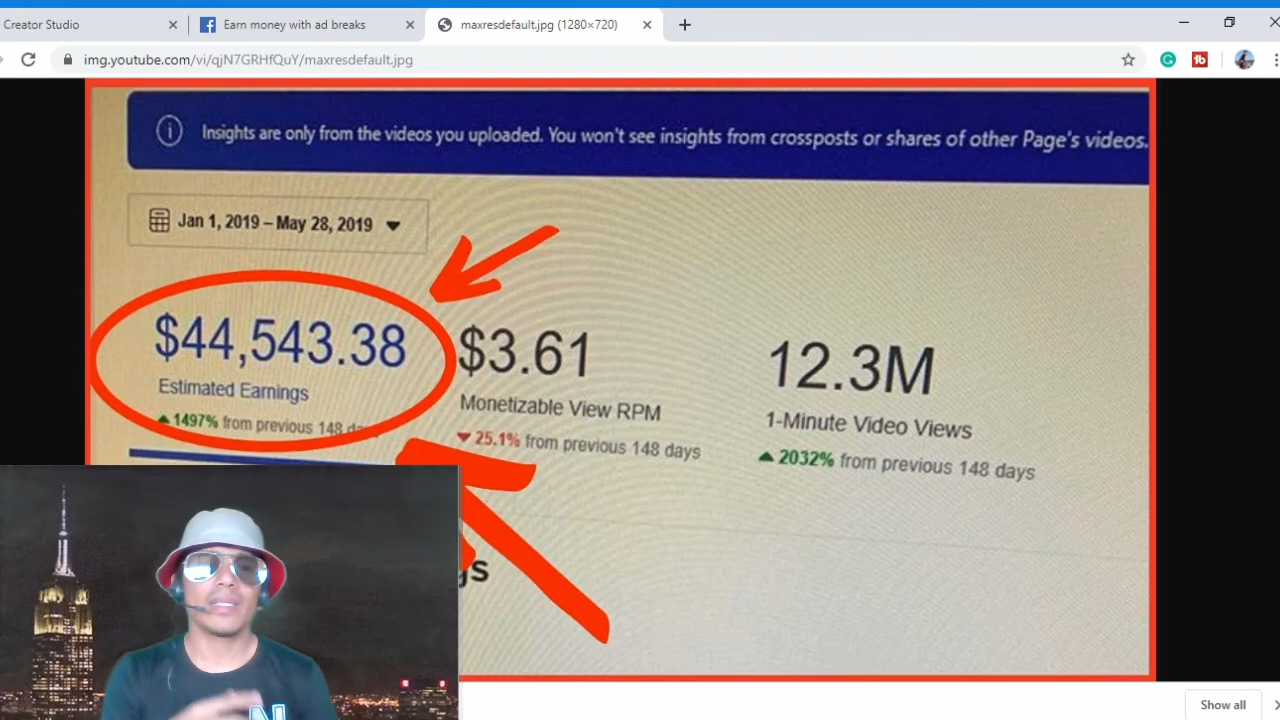 Creator Studio
Earn money with ad breaks
maxresdefault.jpg (1280×720)
img.youtube.com/vi/qjN7GRHfQuY/maxresdefault.jpg
Insights are only from the videos you uploaded. You won't see insights from crossposts or shares of other Page's videos.
Jan 1, 2019 – May 28, 2019
$44,543.38
Estimated Earnings
1497% from previous 148
$3.61
Monetizable View RPM
25.1% from previous 148 days
12.3M
1-Minute Video Views
2032% from previous 148 days
gs
N
Show all